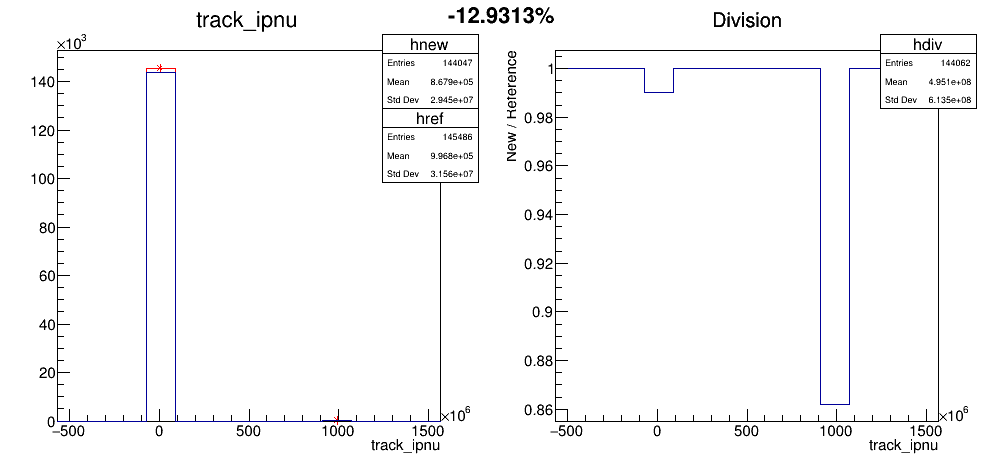 -12.9313%
track_ipnu
×10³
hnew
Entries 144047
Mean 8.679e+05
Std Dev 2.945e+07
href
Entries 145486
Mean 9.968e+05
Std Dev 3.156e+07
140
120
100
80
60
40
20
0
−500 0 500 1000 1500
×10⁶
track_ipnu
Division
hdiv
Entries 144062
Mean 4.951e+08
Std Dev 6.135e+08
New / Reference
1
0.98
0.96
0.94
0.92
0.9
0.88
0.86
−500 0 500 1000 1500
×10⁶
track_ipnu